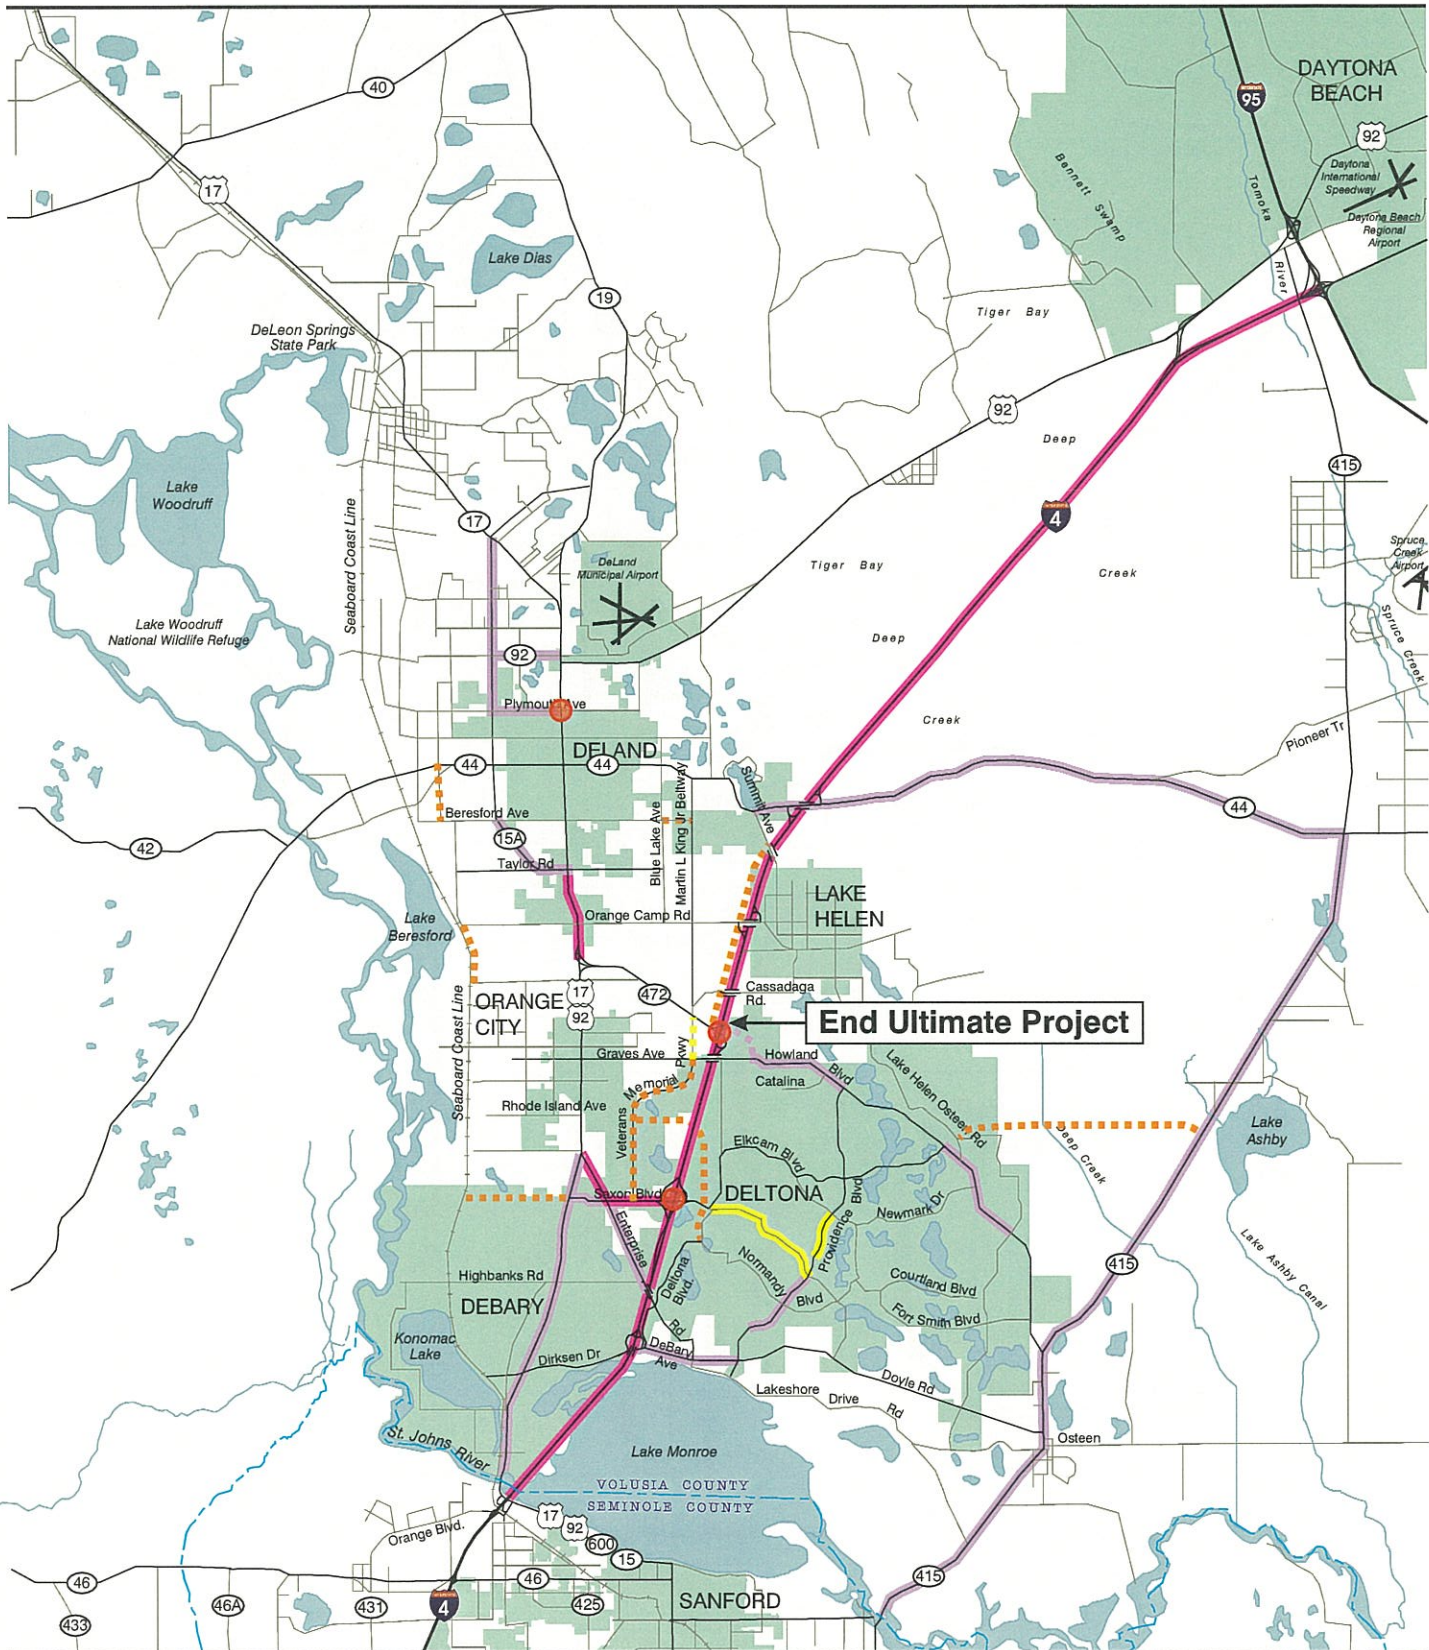 DAYTONA
BEACH
95
40
92
17
Daytona
International
Speedway
Daytona Beach
Regional
Airport
Bennett Swamp
Tomoka
River
Lake Dias
19
Tiger Bay
DeLeon Springs
State Park
92
Deep
415
Lake
Woodruff
Seaboard Coast Line
17
4
Spruce
Creek
Airport
DeLand
Municipal Airport
Tiger Bay
Creek
Lake Woodruff
National Wildlife Refuge
Deep
Spruce Creek
92
Plymouth Ave
Creek
Pioneer Tr
DELAND
44
44
Summit Ave
44
Beresford Ave
Blue Lake Ave
Martin L King Jr Beltway
42
15A
Taylor Rd
LAKE
HELEN
Orange Camp Rd
Lake
Beresford
Cassadaga
Rd.
472
17
92
ORANGE
CITY
Seaboard Coast Line
End Ultimate Project
Graves Ave
Howland
Blvd
Catalina
Lake Helen Osteen Rd
Memorial
Pkwy
Veterans
Rhode Island Ave
Elkcam Blvd
Deep Creek
Lake
Ashby
Saxon Blvd
DELTONA
Providence Blvd
Newmark Dr
Enterprise
Rd
Deltona
Blvd.
Normandy
Blvd
Courtland Blvd
Fort Smith Blvd
415
Lake Ashby Canal
Highbanks Rd
DEBARY
Konomac
Lake
Dirksen Dr
DeBary
Ave
Doyle Rd
Lakeshore
Drive
Rd
St. Johns River
Osteen
Lake Monroe
VOLUSIA COUNTY
SEMINOLE COUNTY
Orange Blvd.
17
92
600
15
46
46
415
433
46A
431
4
425
SANFORD